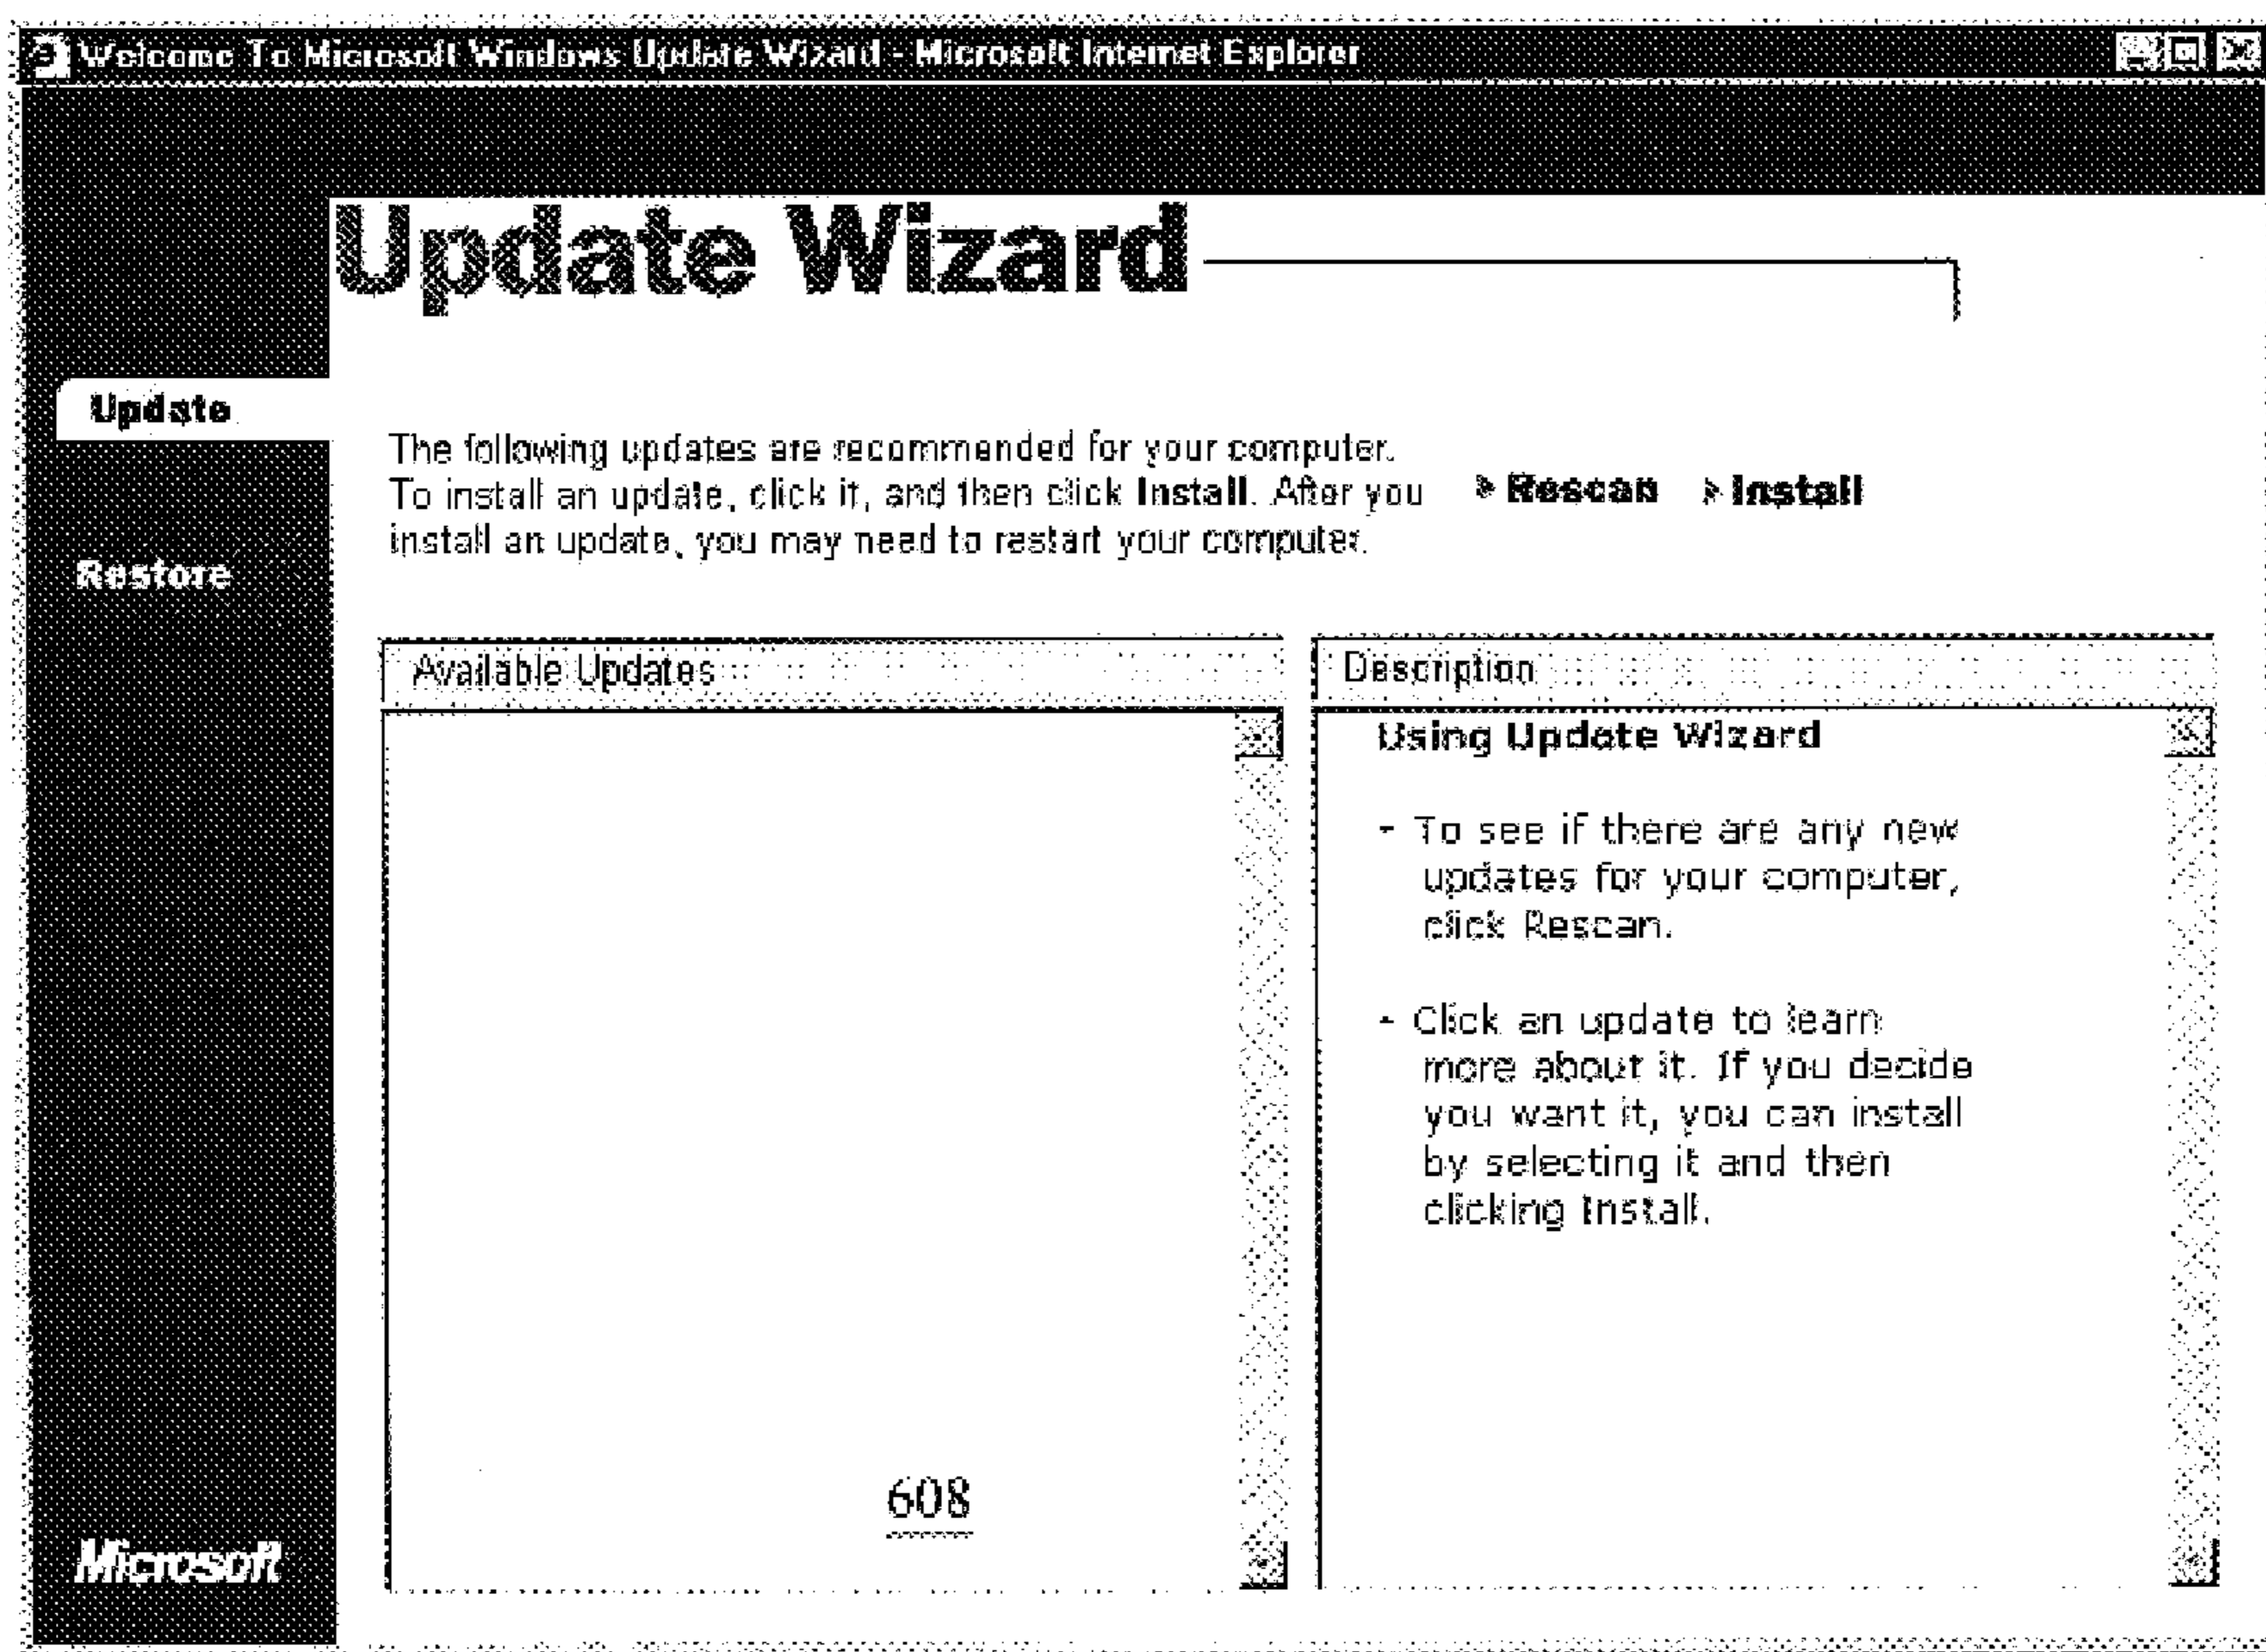 Welcome To Microsoft Windows Update Wizard - Microsoft Internet Explorer
Update Wizard
Update
The following updates are recommended for your computer.
To install an update, click it, and then click Install. After you
install an update, you may need to restart your computer.
Rescan Install
Restore
Available Updates
Description
Using Update Wizard
- To see if there are any new
updates for your computer,
click Rescan.
- Click an update to learn
more about it. If you decide
you want it, you can install
by selecting it and then
clicking Install.
608
Microsoft